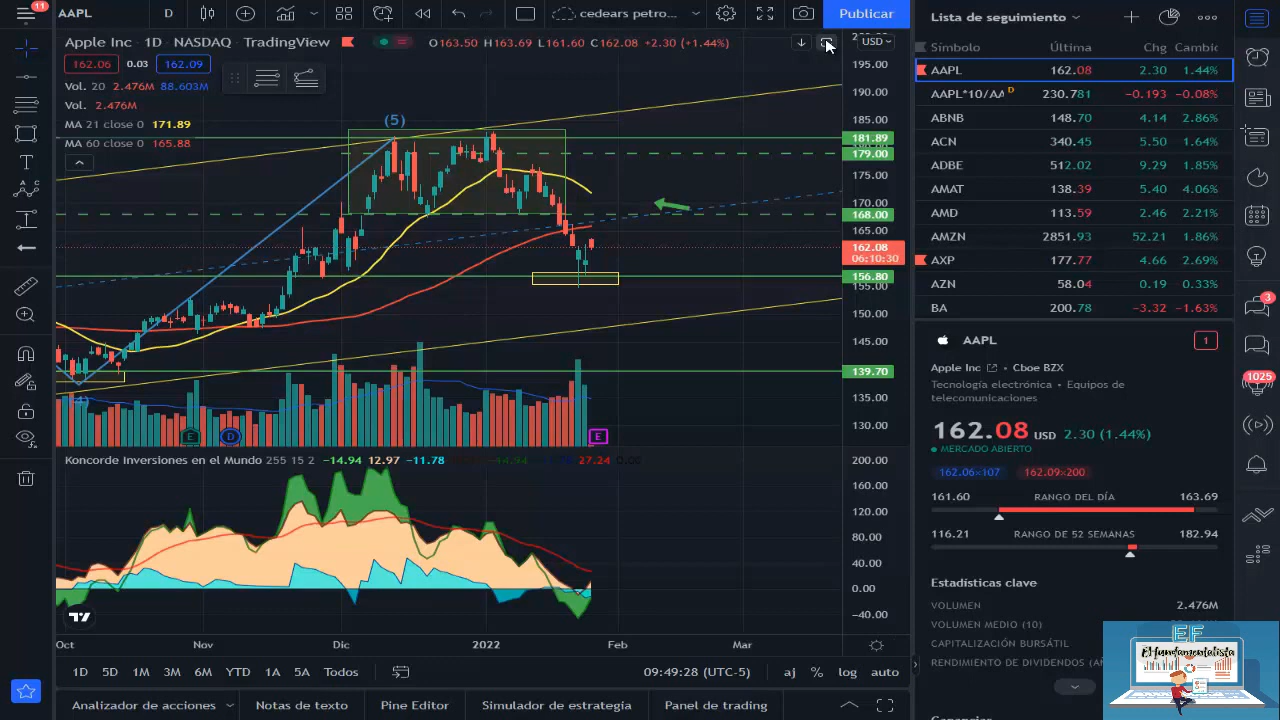 11
AAPL
D
cedears petro...
Publicar
Apple Inc · 1D · NASDAQ · TradingView
O163.50 H163.69 L161.60 C162.08 +2.30 (+1.44%)
USD
162.06 0.03 162.09
Vol. 20 2.476M 88.603M
Vol. 2.476M
MA 21 close 0 171.89
MA 60 close 0 165.88
(5)
195.00
190.00
185.00
181.89
179.00
175.00
170.00
168.00
165.00
162.08
06:10:30
156.80
155.00
150.00
145.00
139.70
135.00
130.00
E
D
E
Koncorde Inversiones en el Mundo 255 15 2 −14.94 12.97 −11.78 27.24 0.00
200.00
160.00
120.00
80.00
40.00
0.00
−40.00
Oct
Nov
Dic
2022
Feb
Mar
1D 5D 1M 3M 6M YTD 1A 5A Todos
09:49:28 (UTC-5)
aj % log auto
Analizador de acciones
Notas de texto
Pine Editor
Simulador de estrategia
Panel de trading
Lista de seguimiento
Símbolo Última Chg Cambic
AAPL 162.08 2.30 1.44%
AAPL*10/AA D 230.781 −0.193 −0.08%
ABNB 148.70 4.14 2.86%
ACN 340.45 5.50 1.64%
ADBE 512.02 9.29 1.85%
AMAT 138.39 5.40 4.06%
AMD 113.59 2.46 2.21%
AMZN 2851.93 52.21 1.86%
AXP 177.77 4.66 2.69%
AZN 58.04 0.19 0.33%
BA 200.78 −3.32 −1.63%
AAPL
1
Apple Inc · Cboe BZX
Tecnología electrónica · Equipos de
telecomunicaciones
162.08 USD 2.30 (1.44%)
MERCADO ABIERTO
162.06×107 162.09×200
161.60 RANGO DEL DÍA 163.69
116.21 RANGO DE 52 SEMANAS 182.94
Estadísticas clave
VOLUMEN 2.476M
VOLUMEN MEDIO (10)
CAPITALIZACIÓN BURSÁTIL
RENDIMIENTO DE DIVIDENDOS (A
3
1025
EF
El Fundamentalista